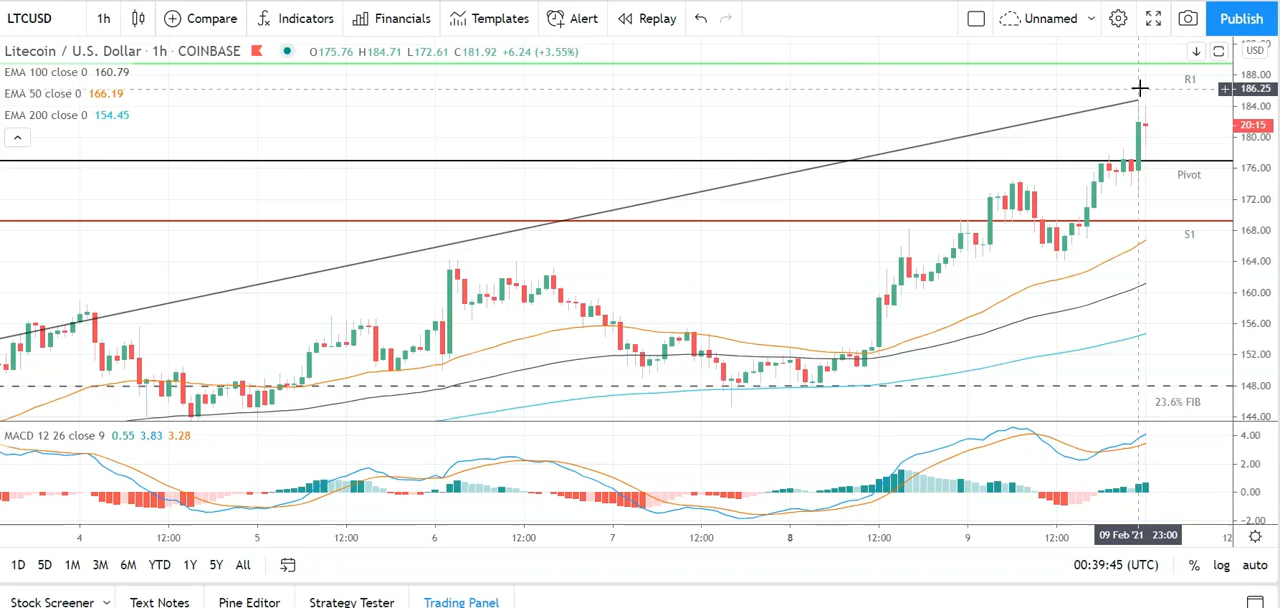 LTCUSD 1h Compare Indicators Financials Templates Alert Replay Unnamed Publish
Litecoin / U.S. Dollar · 1h · COINBASE O175.76 H184.71 L172.61 C181.92 +6.24 (+3.55%) USD
EMA 100 close 0 160.79
188.00
R1
186.25
EMA 50 close 0 166.19
184.00
EMA 200 close 0 154.45
20:15
180.00
176.00
Pivot
172.00
168.00
S1
164.00
160.00
156.00
152.00
148.00
23.6% FIB
144.00
MACD 12 26 close 9 0.55 3.83 3.28 4.00
2.00
0.00
−2.00
4 12:00 5 12:00 6 12:00 7 12:00 8 12:00 9 12:00 09 Feb '21 23:00 12
1D 5D 1M 3M 6M YTD 1Y 5Y All 00:39:45 (UTC) % log auto
Stock Screener Text Notes Pine Editor Strategy Tester Trading Panel